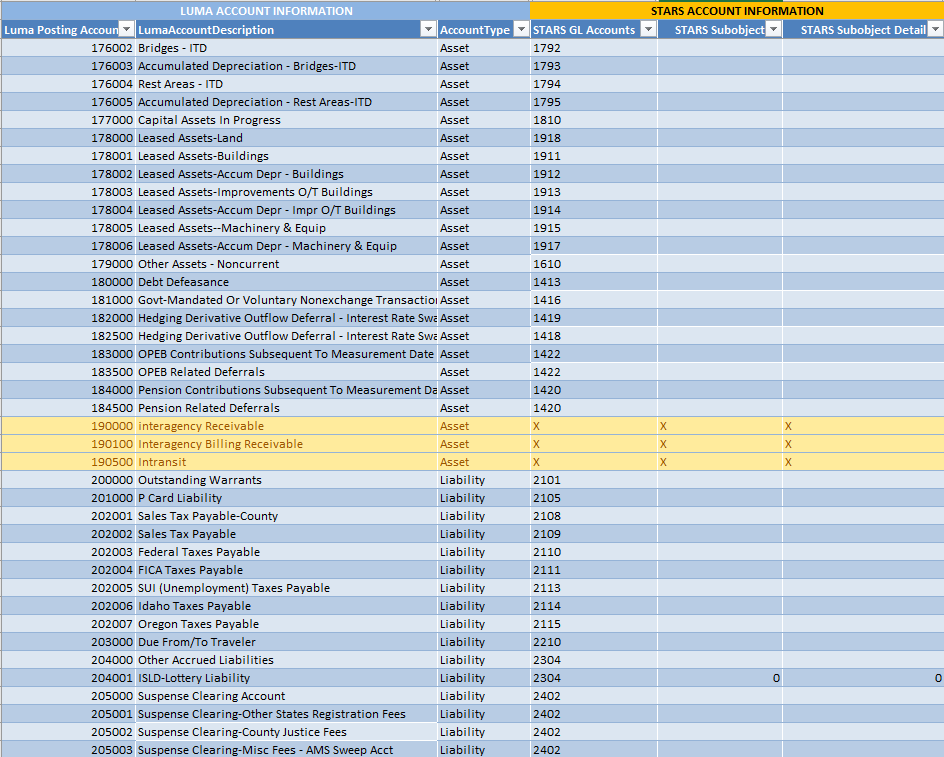 LUMA ACCOUNT INFORMATION STARS ACCOUNT INFORMATION
Luma Posting Accoun LumaAccountDescription AccountType STARS GL Accounts STARS Subobject STARS Subobject Detail
176002 Bridges - ITD Asset 1792
176003 Accumulated Depreciation - Bridges-ITD Asset 1793
176004 Rest Areas - ITD Asset 1794
176005 Accumulated Depreciation - Rest Areas-ITD Asset 1795
177000 Capital Assets In Progress Asset 1810
178000 Leased Assets-Land Asset 1918
178001 Leased Assets-Buildings Asset 1911
178002 Leased Assets-Accum Depr - Buildings Asset 1912
178003 Leased Assets-Improvements O/T Buildings Asset 1913
178004 Leased Assets-Accum Depr - Impr O/T Buildings Asset 1914
178005 Leased Assets--Machinery & Equip Asset 1915
178006 Leased Assets-Accum Depr - Machinery & Equip Asset 1917
179000 Other Assets - Noncurrent Asset 1610
180000 Debt Defeasance Asset 1413
181000 Govt-Mandated Or Voluntary Nonexchange Transactio Asset 1416
182000 Hedging Derivative Outflow Deferral - Interest Rate Swa Asset 1419
182500 Hedging Derivative Outflow Deferral - Interest Rate Swa Asset 1418
183000 OPEB Contributions Subsequent To Measurement Date Asset 1422
183500 OPEB Related Deferrals Asset 1422
184000 Pension Contributions Subsequent To Measurement Da Asset 1420
184500 Pension Related Deferrals Asset 1420
190000 interagency Receivable Asset X X X
190100 Interagency Billing Receivable Asset X X X
190500 Intransit Asset X X X
200000 Outstanding Warrants Liability 2101
201000 P Card Liability Liability 2105
202001 Sales Tax Payable-County Liability 2108
202002 Sales Tax Payable Liability 2109
202003 Federal Taxes Payable Liability 2110
202004 FICA Taxes Payable Liability 2111
202005 SUI (Unemployment) Taxes Payable Liability 2113
202006 Idaho Taxes Payable Liability 2114
202007 Oregon Taxes Payable Liability 2115
203000 Due From/To Traveler Liability 2210
204000 Other Accrued Liabilities Liability 2304
204001 ISLD-Lottery Liability Liability 2304 0 0
205000 Suspense Clearing Account Liability 2402
205001 Suspense Clearing-Other States Registration Fees Liability 2402
205002 Suspense Clearing-County Justice Fees Liability 2402
205003 Suspense Clearing-Misc Fees - AMS Sweep Acct Liability 2402